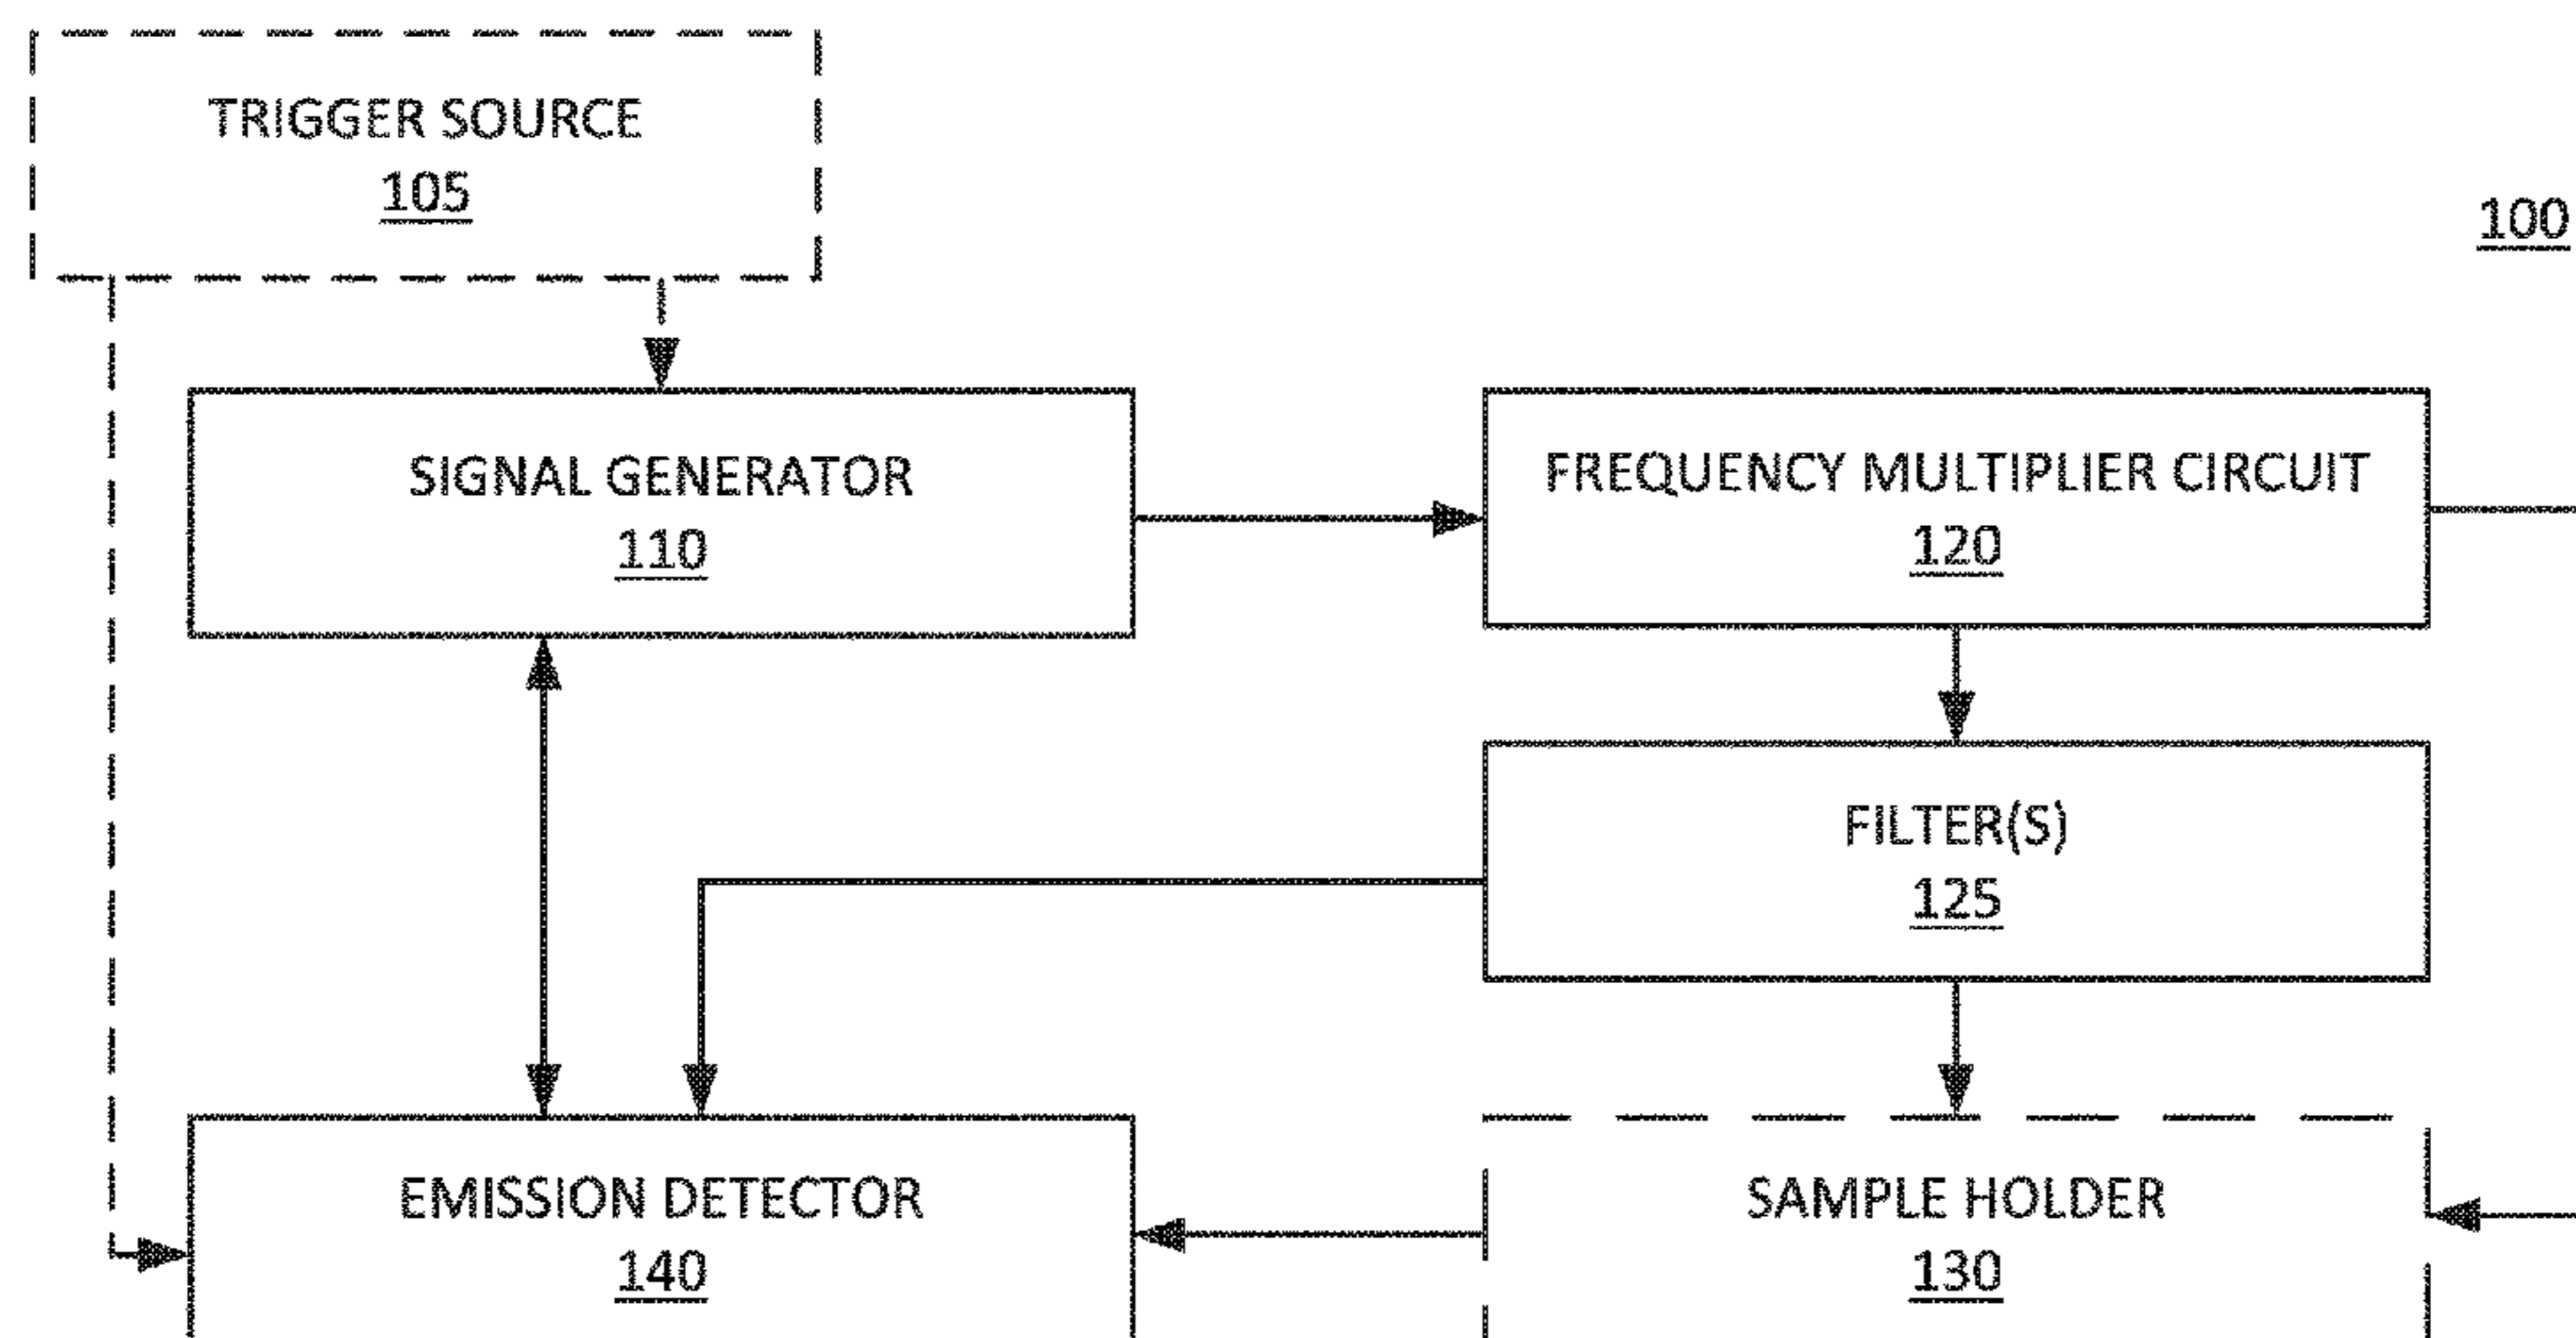 TRIGGER SOURCE
105
100
SIGNAL GENERATOR
110
FREQUENCY MULTIPLIER CIRCUIT
120
FILTER(S)
125
EMISSION DETECTOR
140
SAMPLE HOLDER
130